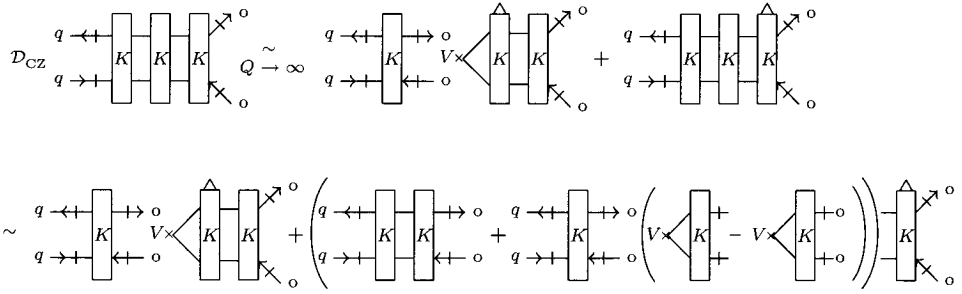 q o q o o
𝒟CZ K K K K V× K K + K K K
q Q ~→ ∞ q o o q o
q o o q o o q o o o
~ K V× K K + ( K K + K ( V× K − V× K ) ) K
q o o q o q o o o